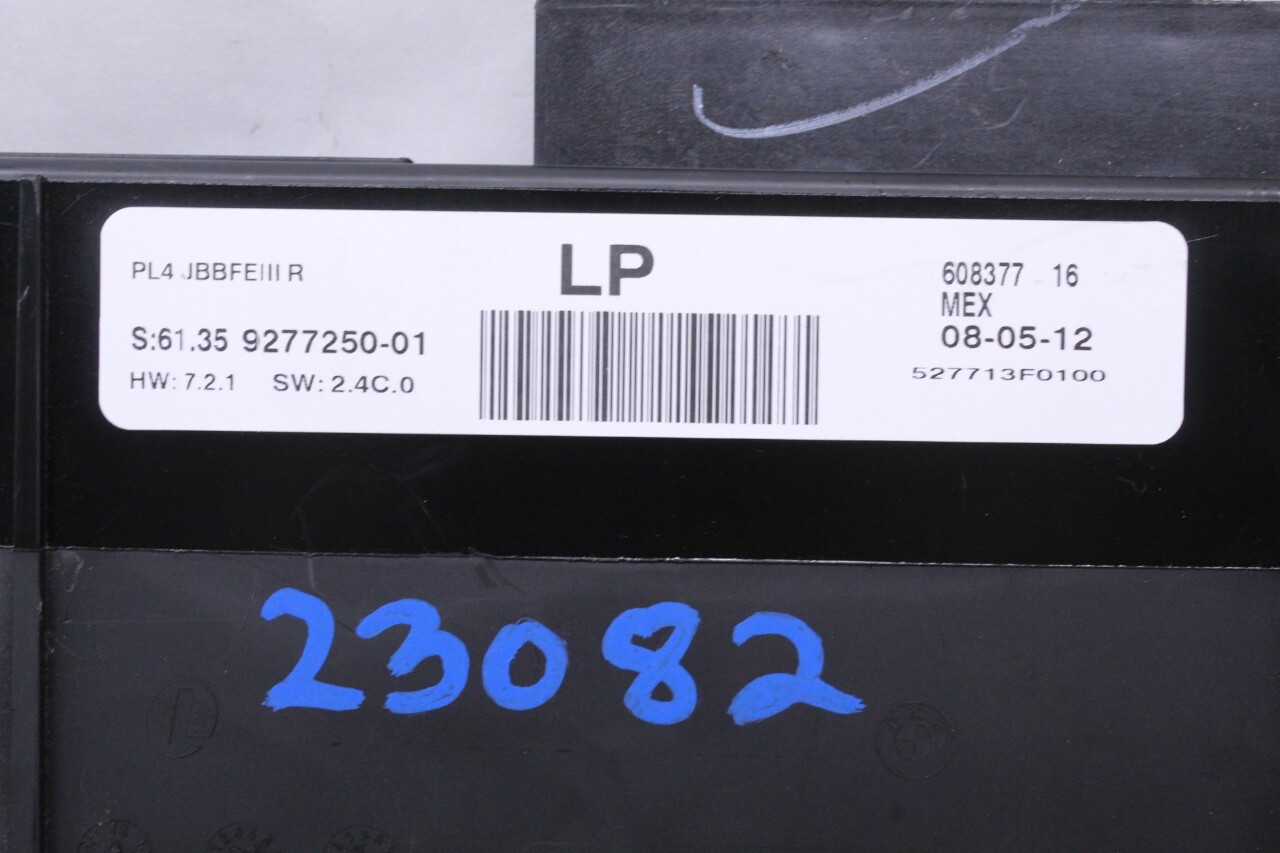 PL4 JBBFEIII R
S:61.35 9277250-01
HW: 7.2.1 SW: 2.4C.0
LP
608377 16
MEX
08-05-12
527713F0100
23082